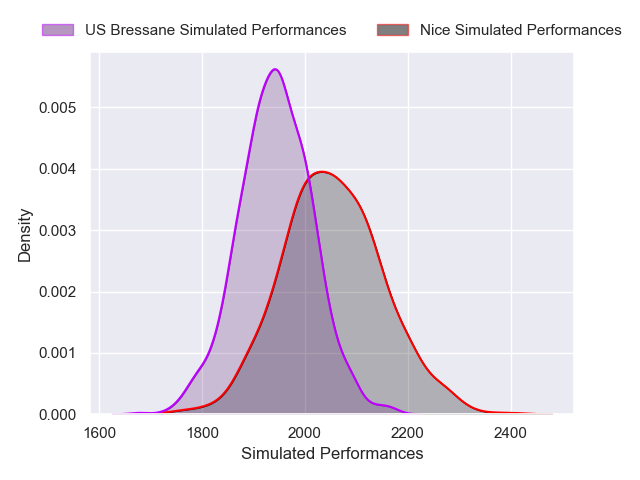 US Bressane Simulated Performances
Nice Simulated Performances
0.005
0.004
0.003
0.002
0.001
0.000
Density
1600
1800
2000
2200
2400
Simulated Performances